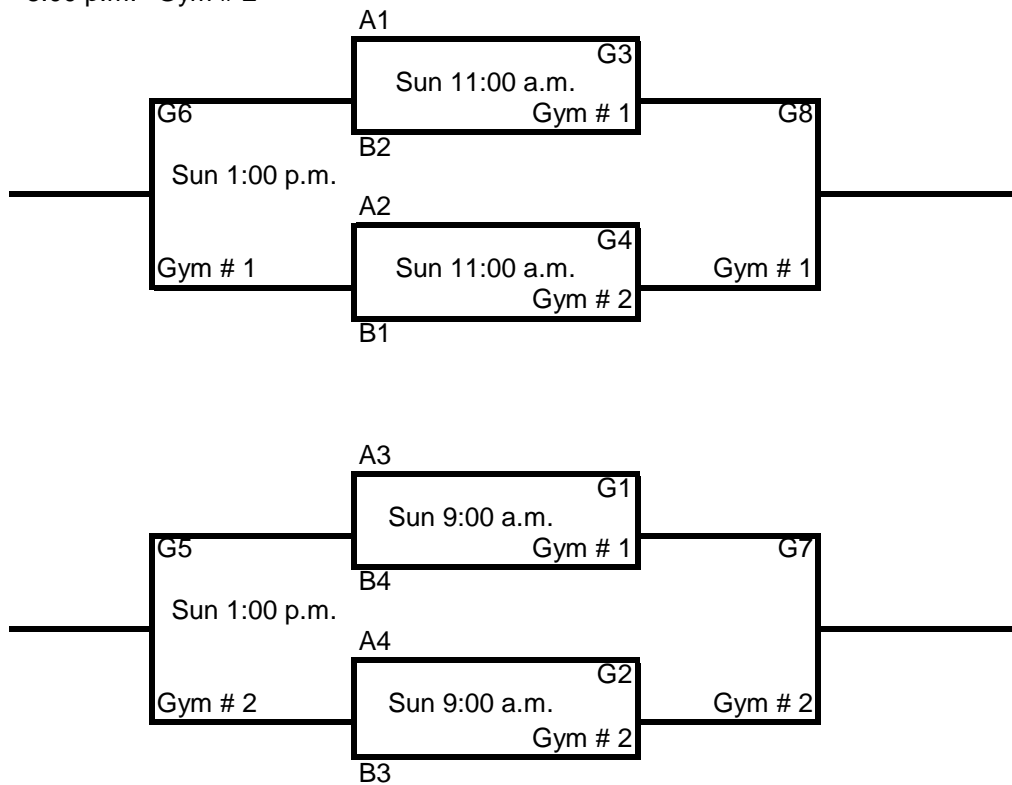 p.m. Gym # 2
A1
G3
Sun 11:00 a.m.
G6
Gym # 1
G8
B2
Sun 1:00 p.m.
A2
G4
Gym # 1
Sun 11:00 a.m.
Gym # 1
Gym # 2
B1
A3
G1
Sun 9:00 a.m.
G5
Gym # 1
G7
B4
Sun 1:00 p.m.
A4
G2
Gym # 2
Sun 9:00 a.m.
Gym # 2
Gym # 2
B3